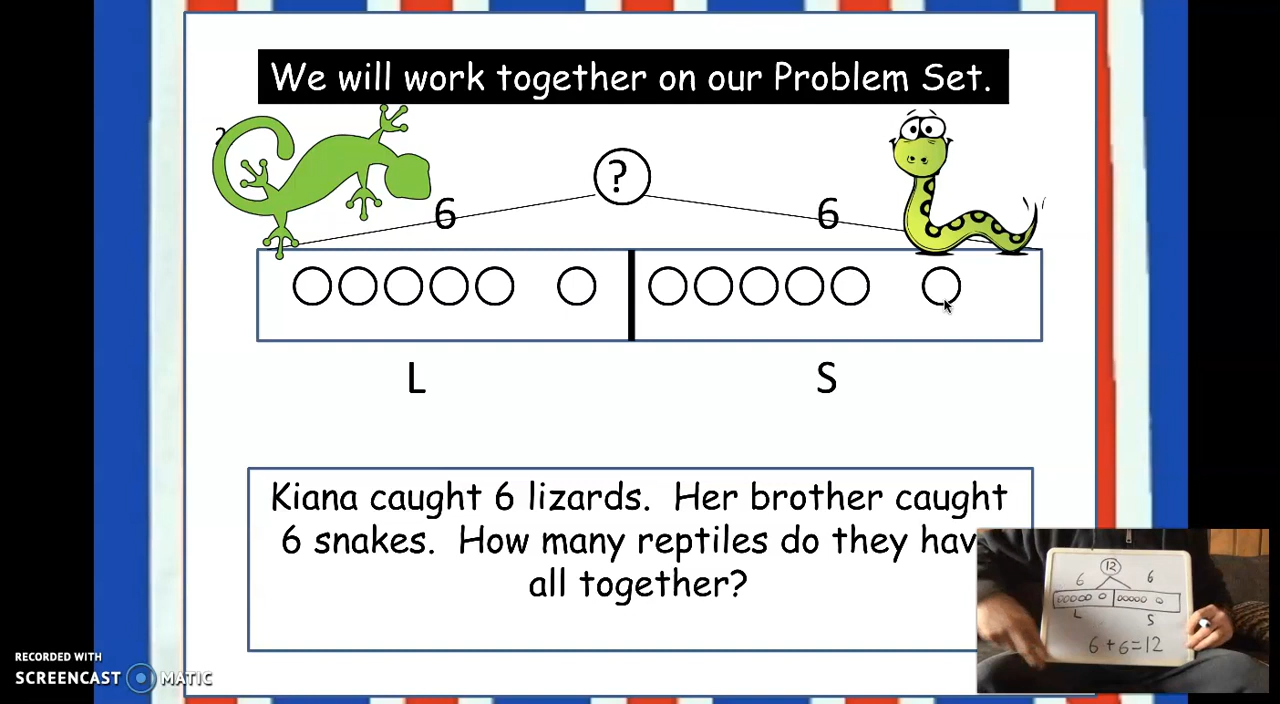 We will work together on our Problem Set.
?
6 6
L S
Kiana caught 6 lizards. Her brother caught
6 snakes. How many reptiles do they hav
all together?
12
6 6
L S
6 + 6 = 12
RECORDED WITH
SCREENCAST MATIC